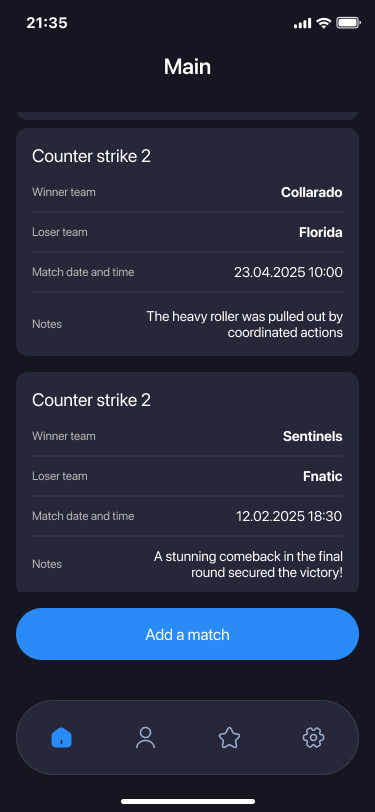 21:35
Main
Counter strike 2
Winner team Collarado
Loser team Florida
Match date and time 23.04.2025 10:00
Notes The heavy roller was pulled out by
coordinated actions
Counter strike 2
Winner team Sentinels
Loser team Fnatic
Match date and time 12.02.2025 18:30
Notes A stunning comeback in the final
round secured the victory!
Add a match